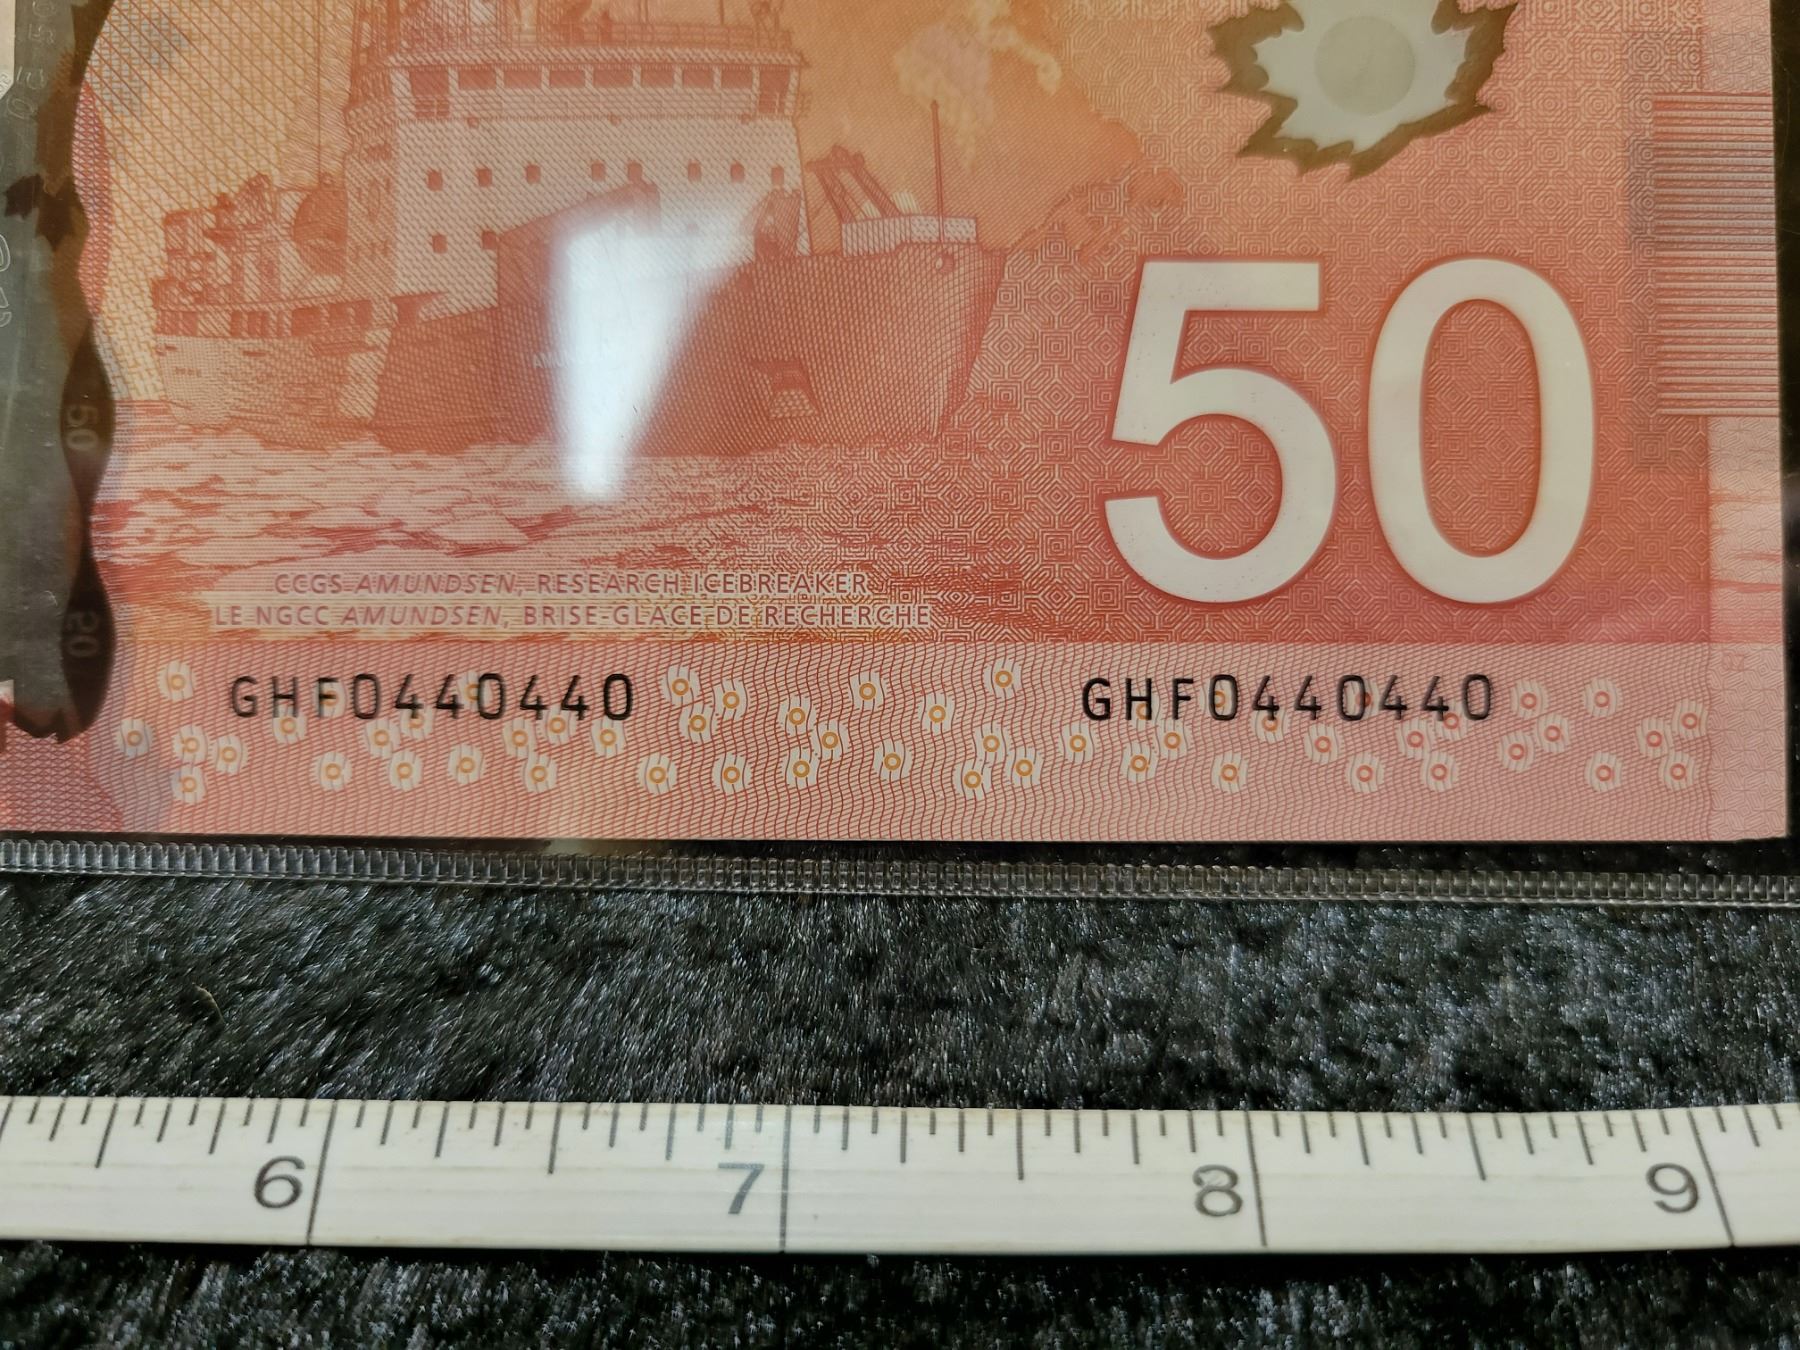 50
CCGS AMUNDSEN, RESEARCH ICEBREAKER
LE NGCC AMUNDSEN, BRISE-GLACE DE RECHERCHE
GHF0440440 GHF0440440
6 7 8 9